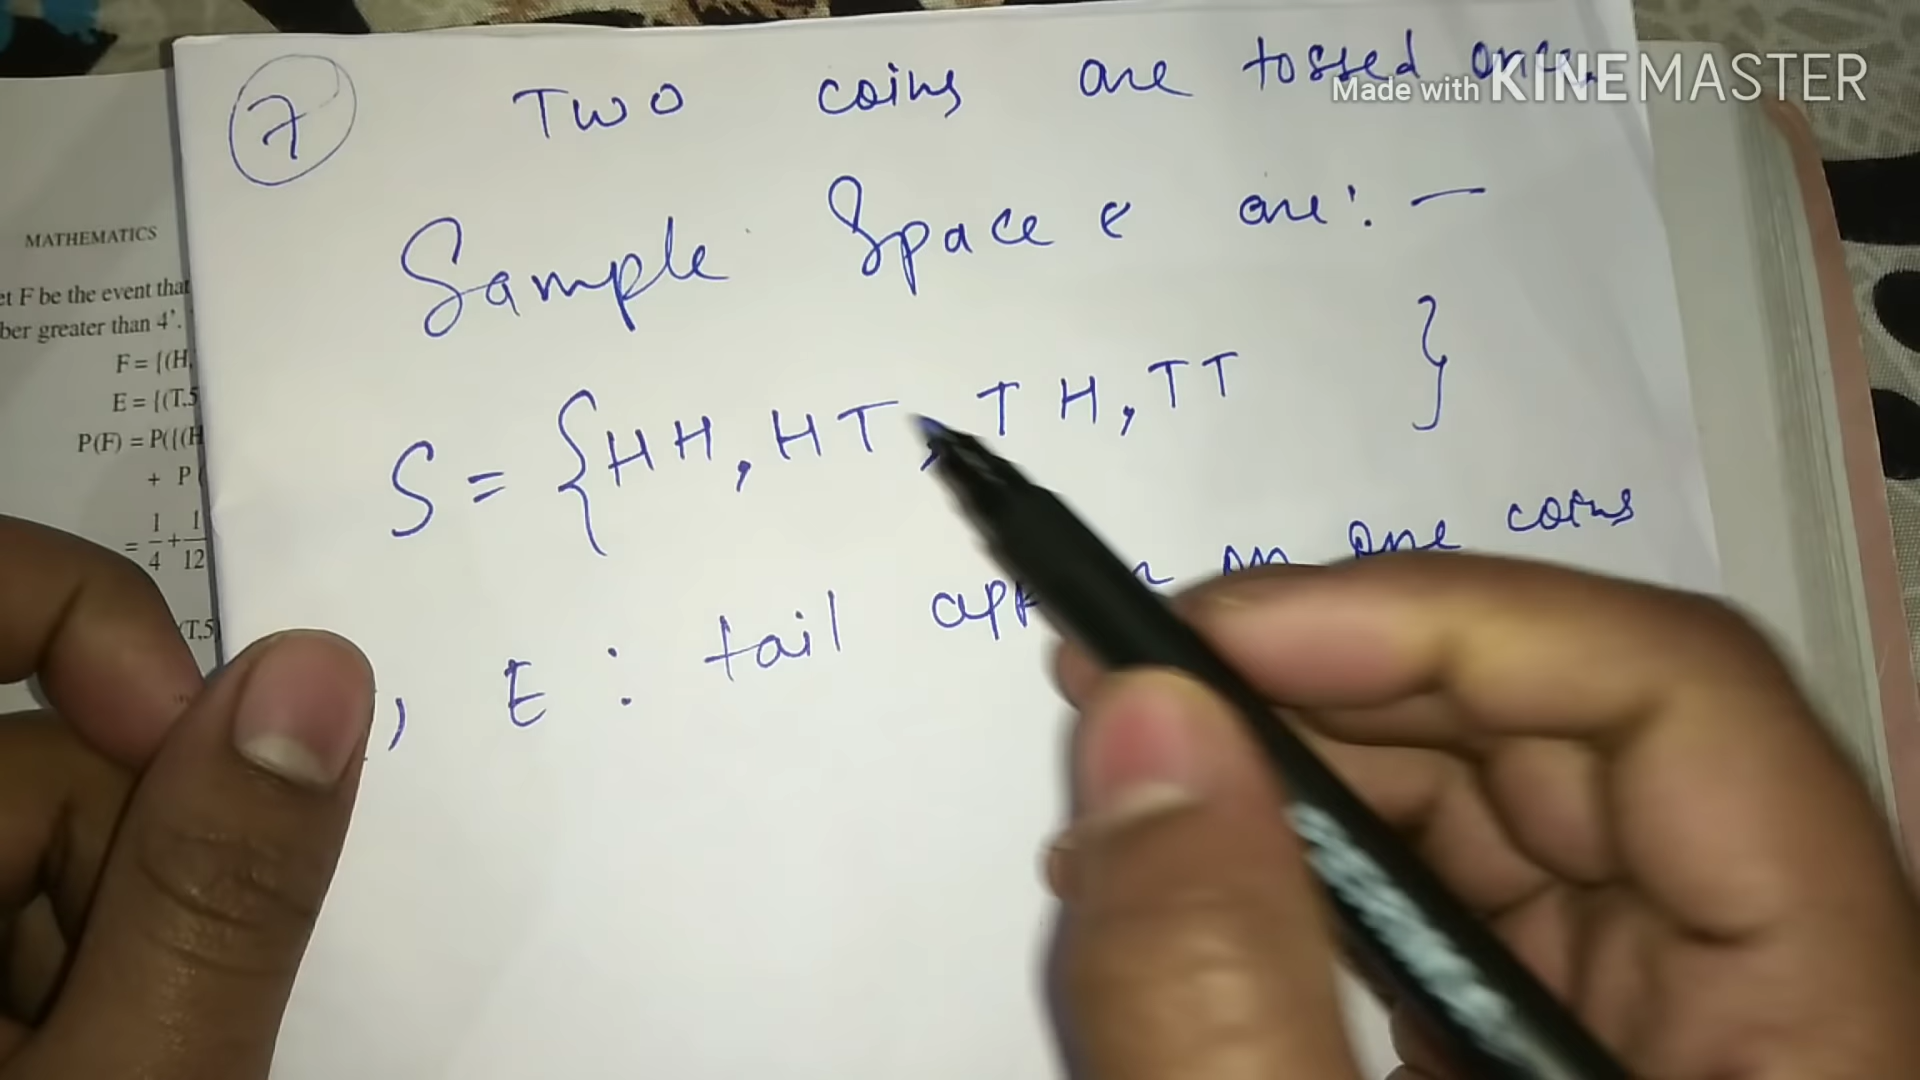 7 Two coins are tossed once.
Made with KINEMASTER
Sample Space are : —
S = { HH, HT, TH, TT }
, E : tail on one coins
MATHEMATICS
et F be the event that
ber greater than 4'.
F = {(H,
E = {(T,5
P(F) = P({(H
+ P(
= 1/4 + 1/12
(T,5